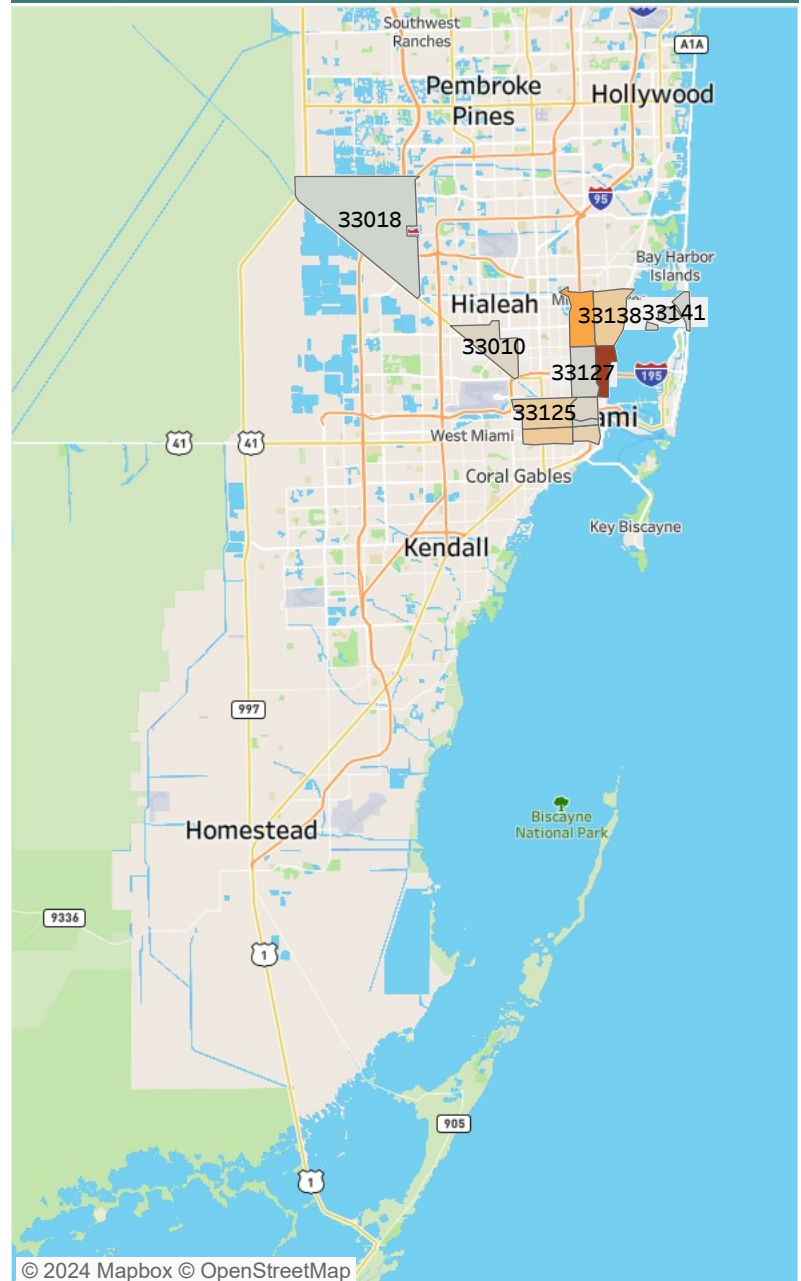 Southwest
Ranches
A1A
Pembroke
Pines
Hollywood
95
33018
Bay Harbor
Islands
Hialeah
33138
33141
33010
33127
195
33125
ami
41
41
West Miami
Coral Gables
Key Biscayne
Kendall
997
Homestead
Biscayne
National Park
9336
1
905
1
© 2024 Mapbox © OpenStreetMap